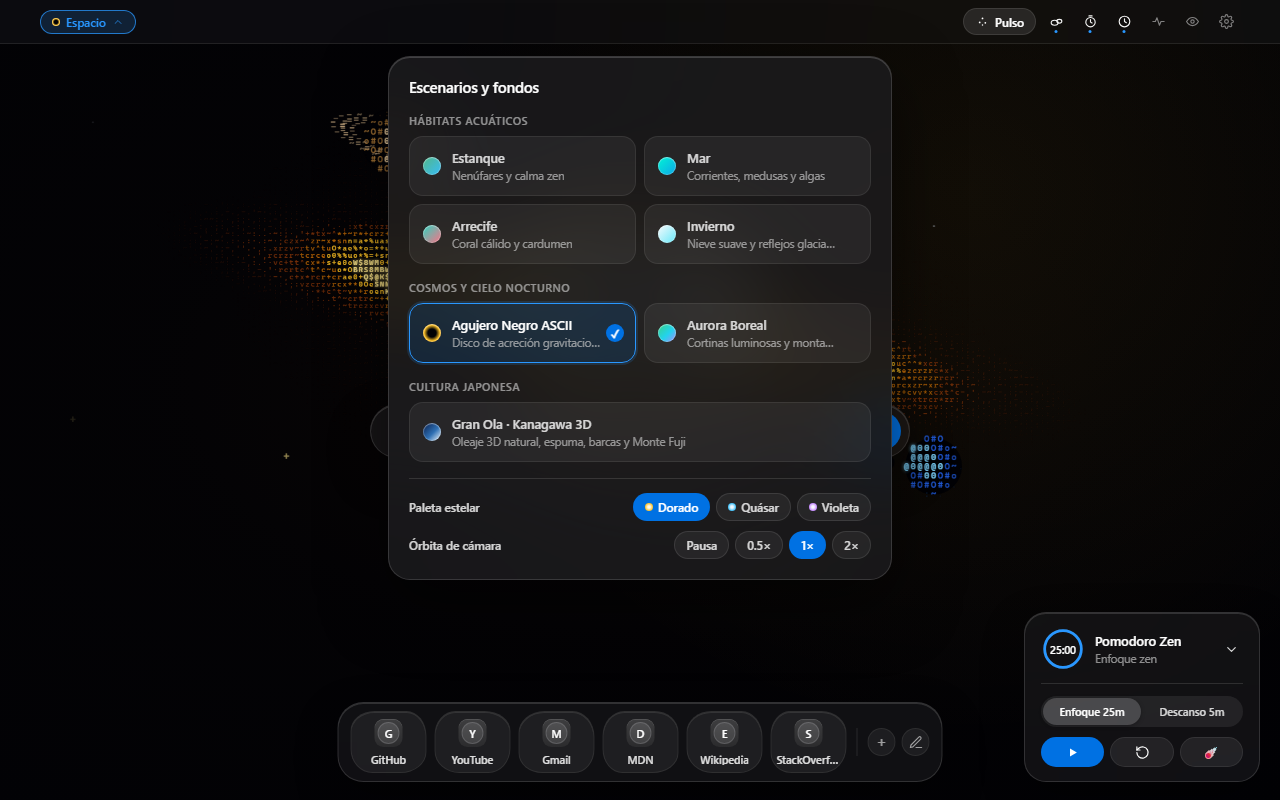 Espacio
Pulso
Escenarios y fondos
HÁBITATS ACUÁTICOS
Estanque
Nenúfares y calma zen
Mar
Corrientes, medusas y algas
Arrecife
Coral cálido y cardumen
Invierno
Nieve suave y reflejos glacia...
COSMOS Y CIELO NOCTURNO
Agujero Negro ASCII
Disco de acreción gravitacio...
Aurora Boreal
Cortinas luminosas y monta...
CULTURA JAPONESA
Gran Ola · Kanagawa 3D
Oleaje 3D natural, espuma, barcas y Monte Fuji
Paleta estelar
Dorado
Quásar
Violeta
Órbita de cámara
Pausa
0.5×
1×
2×
25:00
Pomodoro Zen
Enfoque zen
Enfoque 25m
Descanso 5m
G
GitHub
Y
YouTube
M
Gmail
D
MDN
E
Wikipedia
S
StackOverf...
+